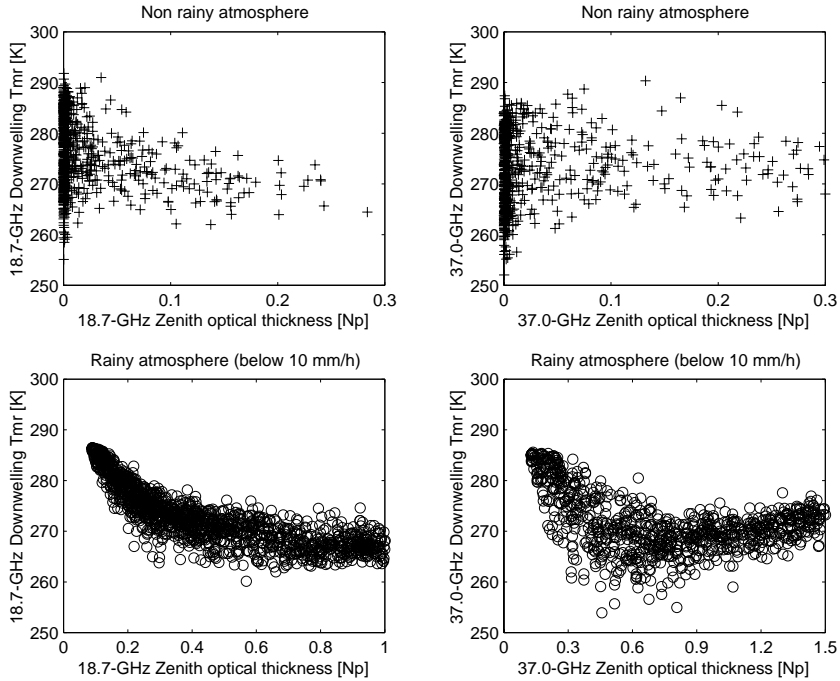 Non rainy atmosphere
300
290
280
270
260
250
18.7-GHz Downwelling Tmr [K]
0 0.1 0.2 0.3
18.7-GHz Zenith optical thickness [Np]
Non rainy atmosphere
300
290
280
270
260
250
37.0-GHz Downwelling Tmr [K]
0 0.1 0.2 0.3
37.0-GHz Zenith optical thickness [Np]
Rainy atmosphere (below 10 mm/h)
300
290
280
270
260
250
18.7-GHz Downwelling Tmr [K]
0 0.2 0.4 0.6 0.8 1
18.7-GHz Zenith optical thickness [Np]
Rainy atmosphere (below 10 mm/h)
300
290
280
270
260
250
37.0-GHz Downwelling Tmr [K]
0 0.3 0.6 0.9 1.2 1.5
37.0-GHz Zenith optical thickness [Np]